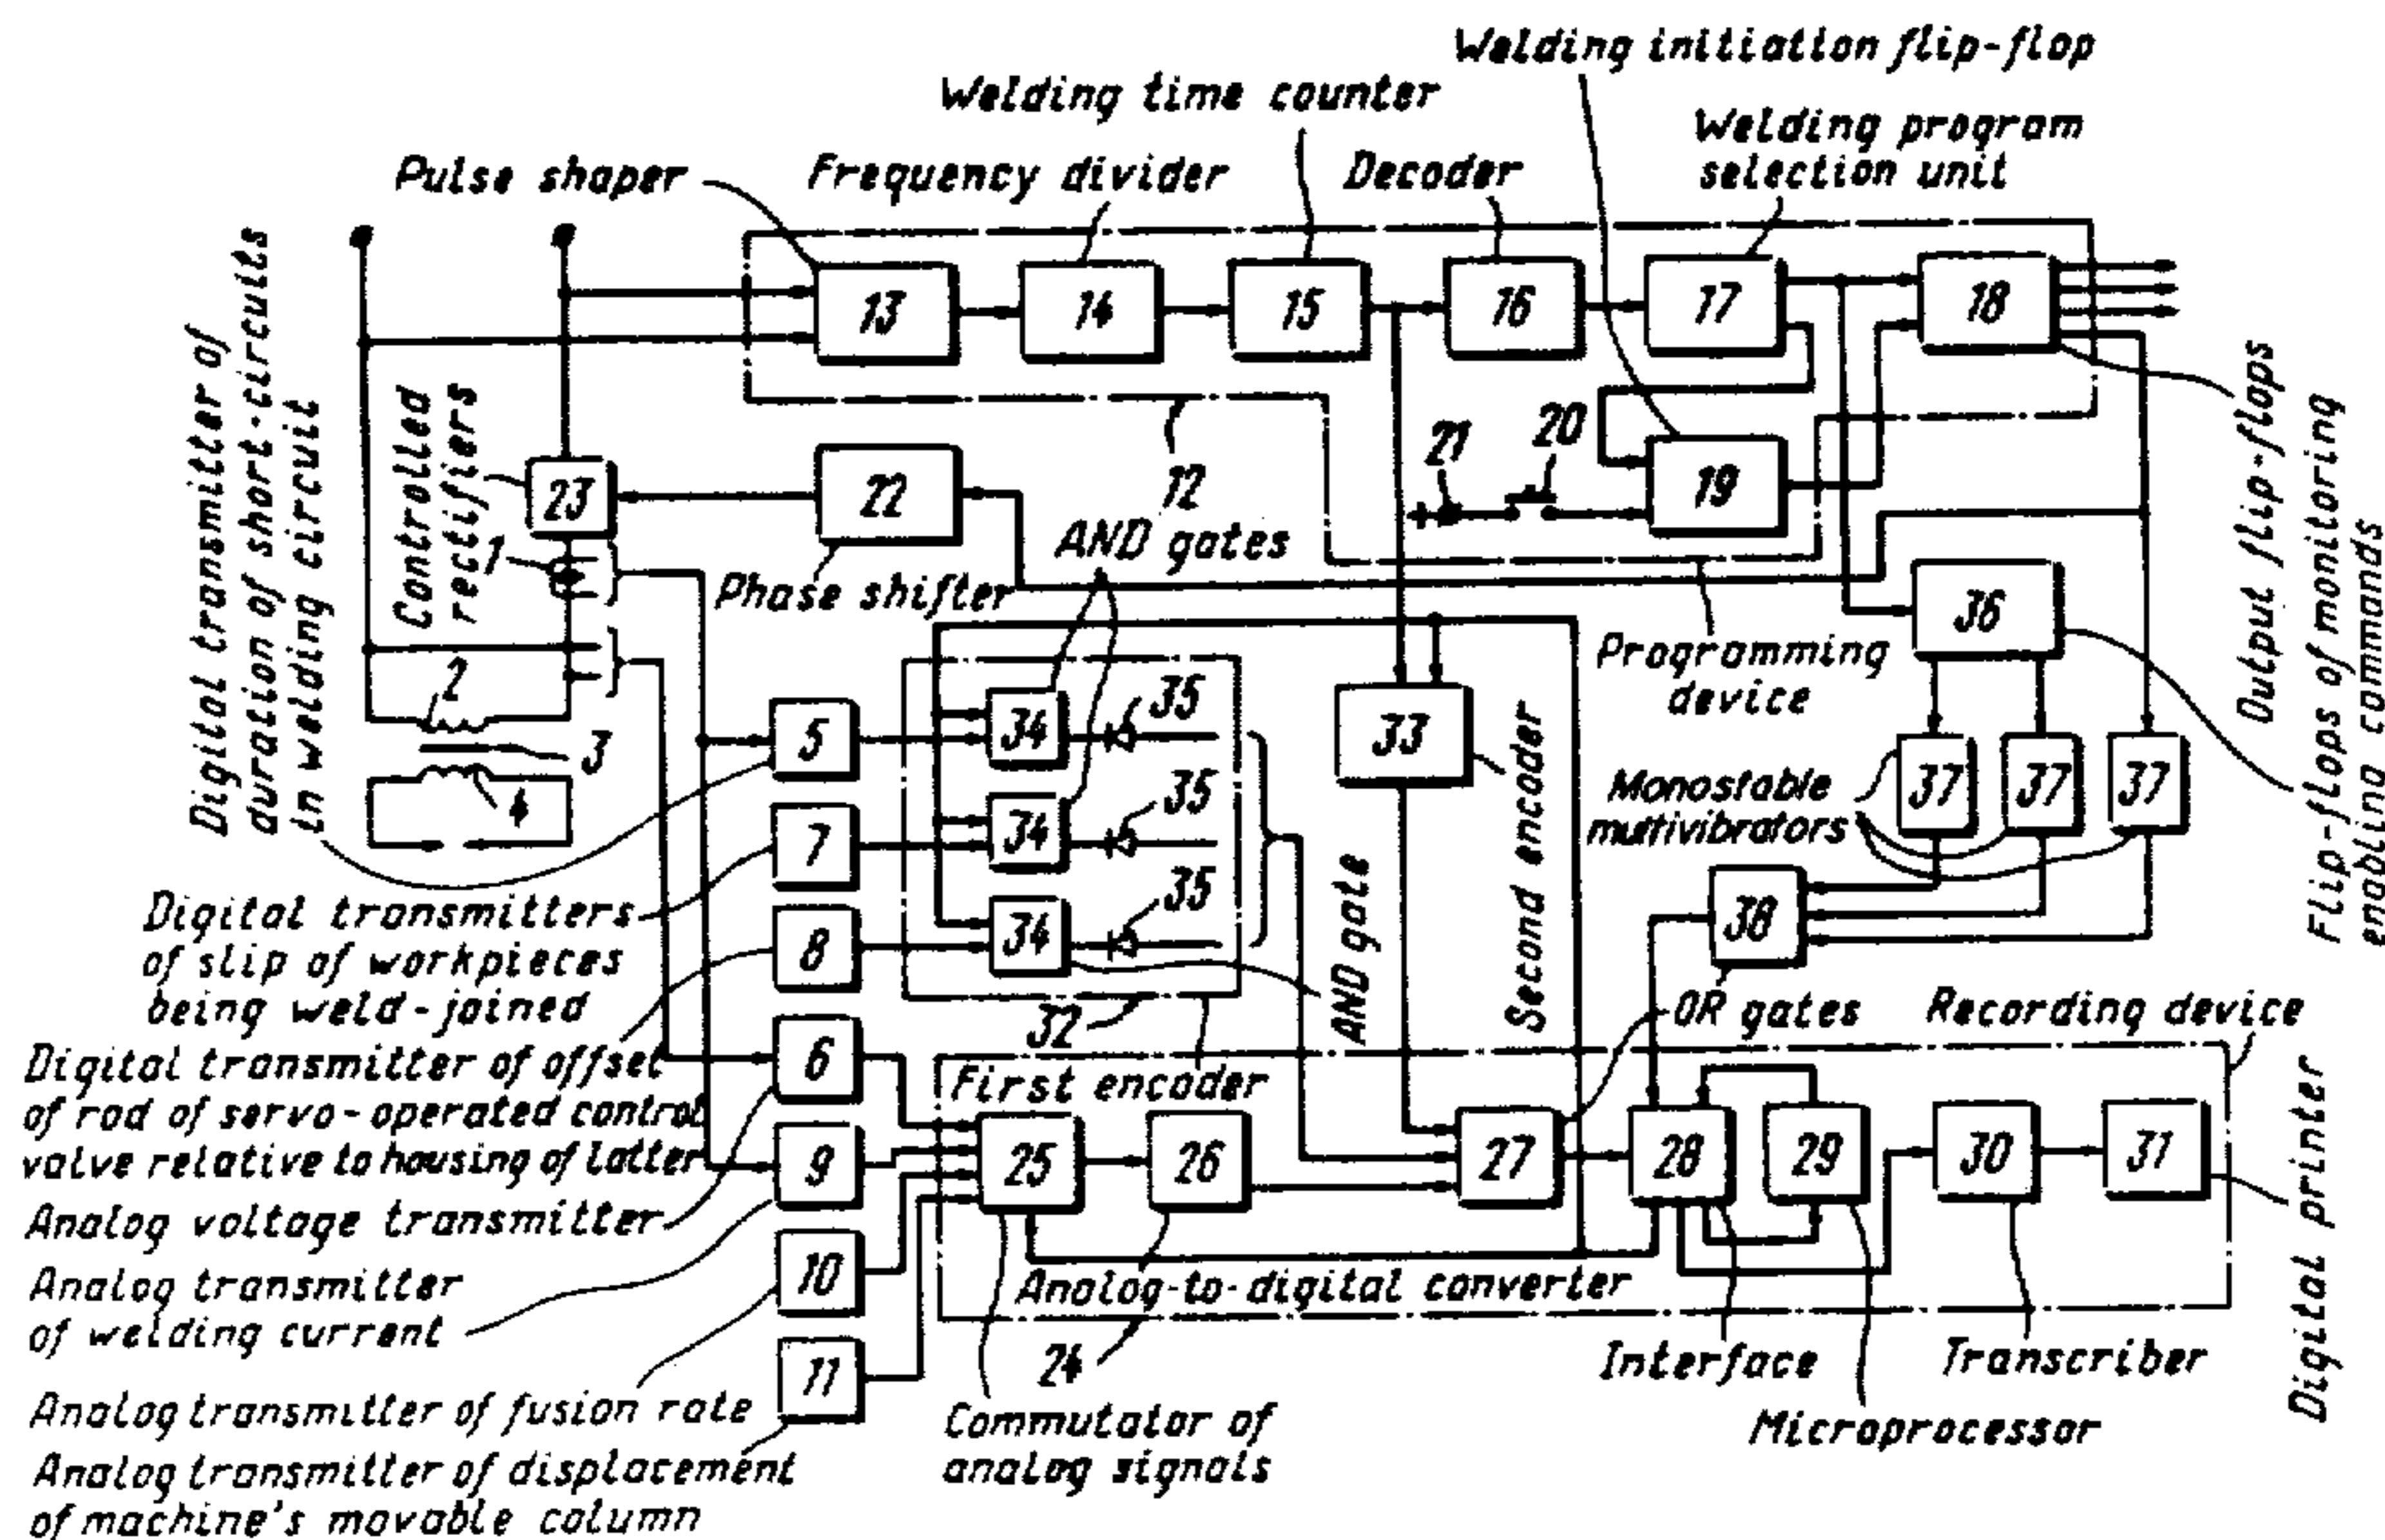 Welding initiation flip-flop
Welding time counter
Welding program
selection unit
Pulse shaper
Frequency divider
Decoder
13
14
15
16
17
18
Digital transmitter of
duration of short-circuits
in welding circuit
Controlled
rectifiers
23
22
12
21
20
19
1
Phase shifter
AND gates
Programming
device
Output flip-flops
Flip-flops of monitoring
enabling commands
36
2
3
4
5
34
35
33
7
34
35
8
34
35
Monostable
multivibrators
37
37
37
38
Digital transmitters
of slip of workpieces
being weld-joined
32
AND gate
Second encoder
OR gates
Recording device
Digital transmitter of offset
of rod of servo-operated control
valve relative to housing of latter
6
First encoder
9
25
26
27
28
29
30
31
Digital printer
Analog voltage transmitter
Analog transmitter
of welding current
10
Analog-to-digital converter
11
24
Interface
Transcriber
Analog transmitter of fusion rate
Commutator of
analog signals
Microprocessor
Analog transmitter of displacement
of machine's movable column